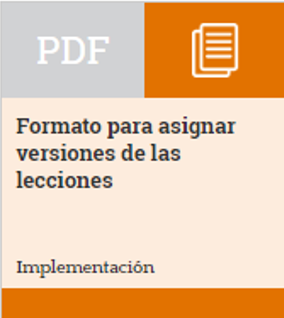 PDF
Formato para asignar
versiones de las
lecciones
Implementación